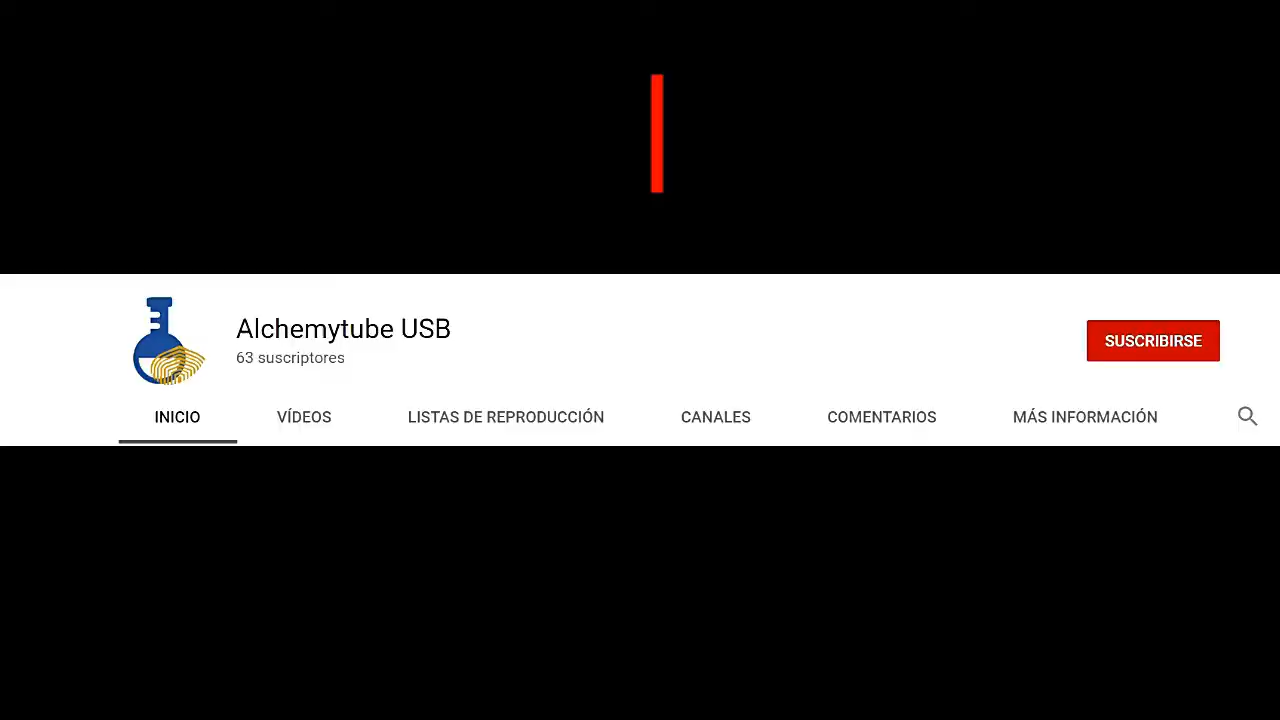 Alchemytube USB
63 suscriptores
SUSCRIBIRSE
INICIO VÍDEOS LISTAS DE REPRODUCCIÓN CANALES COMENTARIOS MÁS INFORMACIÓN